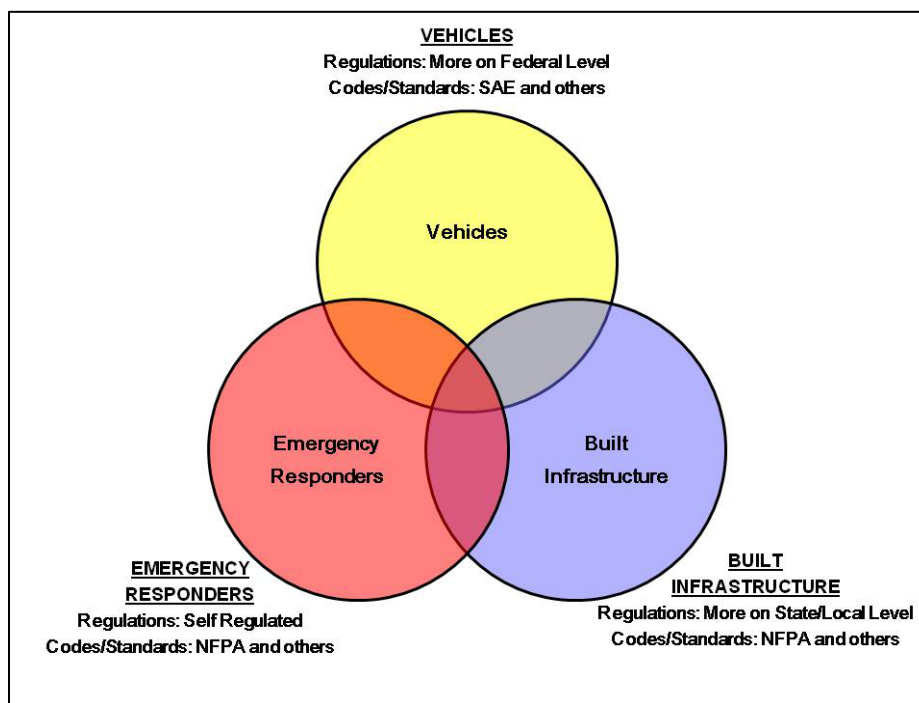 VEHICLES
Regulations: More on Federal Level
Codes/Standards: SAE and others
Vehicles
Emergency
Responders
Built
Infrastructure
EMERGENCY
RESPONDERS
Regulations: Self Regulated
Codes/Standards: NFPA and others
BUILT
INFRASTRUCTURE
Regulations: More on State/Local Level
Codes/Standards: NFPA and others